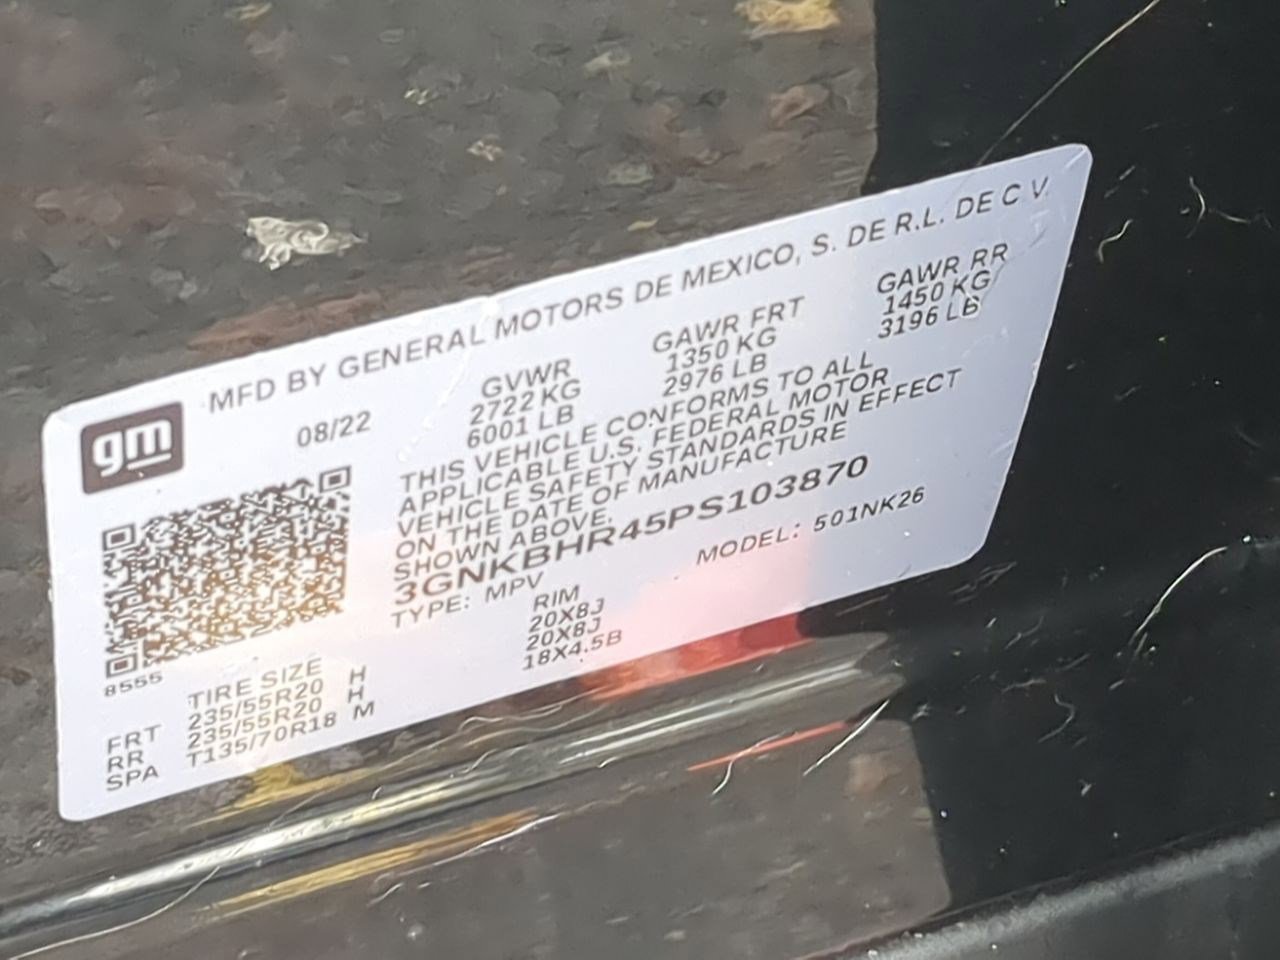 gm
MFD BY GENERAL MOTORS DE MEXICO, S. DE R.L. DE C V.
08/22
GVWR GAWR FRT GAWR RR
2722 KG 1350 KG 1450 KG
6001 LB 2976 LB 3196 LB
THIS VEHICLE CONFORMS TO ALL
APPLICABLE U.S. FEDERAL MOTOR
VEHICLE SAFETY STANDARDS IN EFFECT
ON THE DATE OF MANUFACTURE
SHOWN ABOVE.
3GNKBHR45PS103870
TYPE: MPV MODEL: 501NK26
8555
TIRE SIZE RIM
FRT 235/55R20 H 20X8J
RR 235/55R20 H 20X8J
SPA T135/70R18 M 18X4.5B